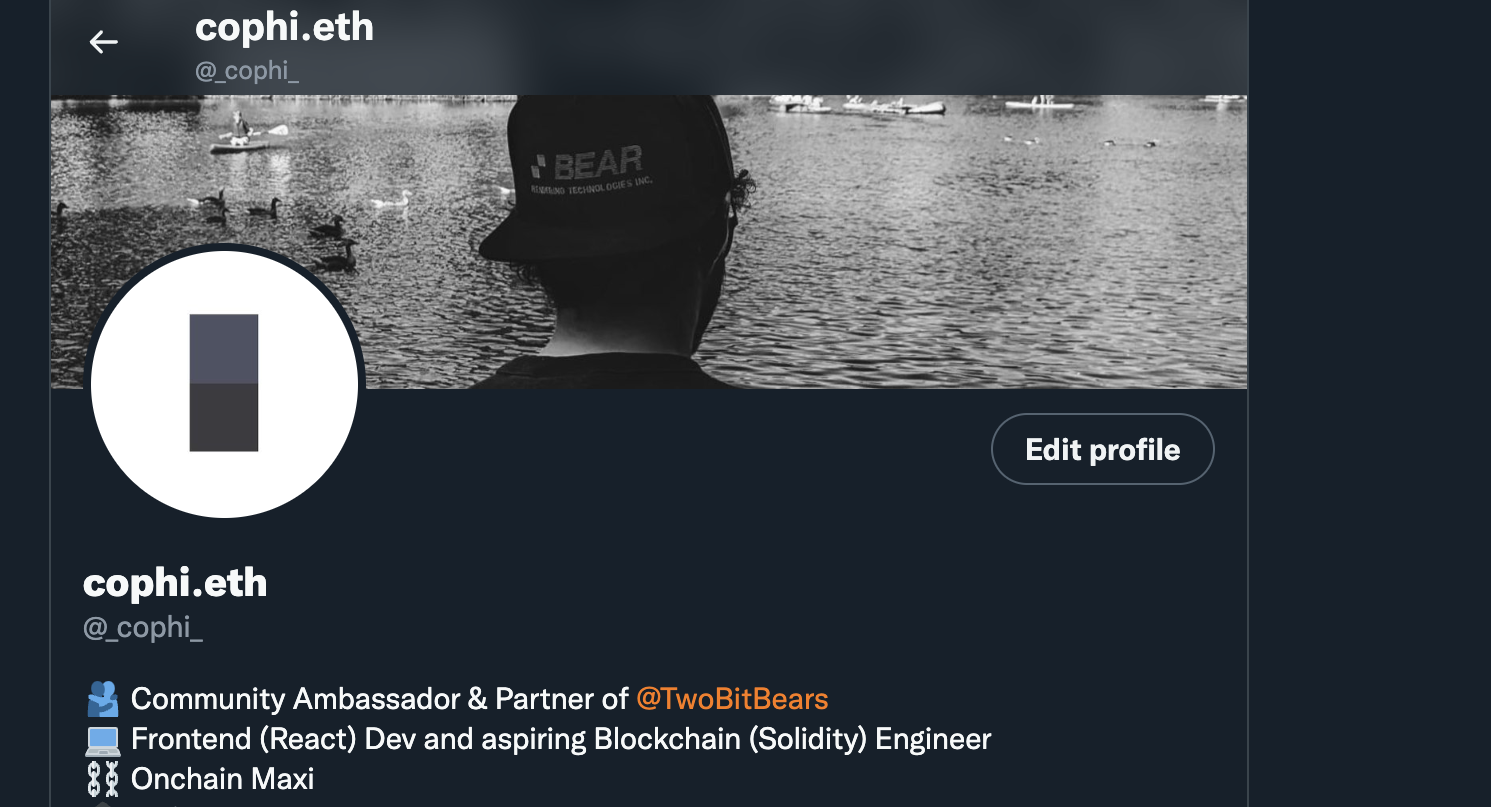 cophi.eth
@_cophi_
BEAR
RENDERING TECHNOLOGIES INC.
Edit profile
cophi.eth
@_cophi_
Community Ambassador & Partner of @TwoBitBears
Frontend (React) Dev and aspiring Blockchain (Solidity) Engineer
Onchain Maxi